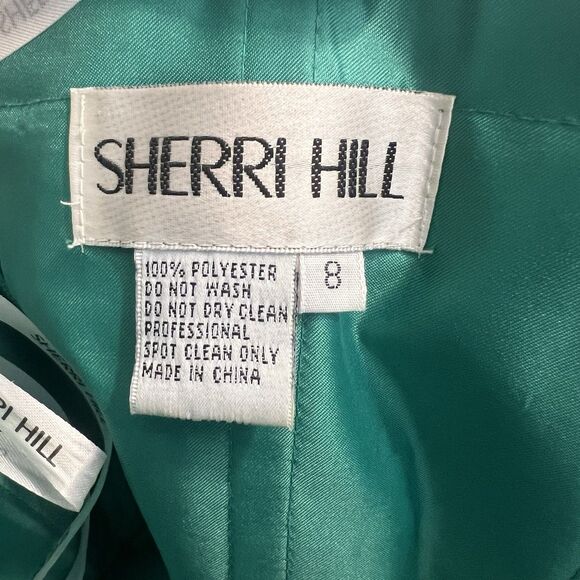 SHERRI HILL
100% POLYESTER
DO NOT WASH
DO NOT DRY CLEAN
PROFESSIONAL
SPOT CLEAN ONLY
MADE IN CHINA
8
RI HILL
SHERRI